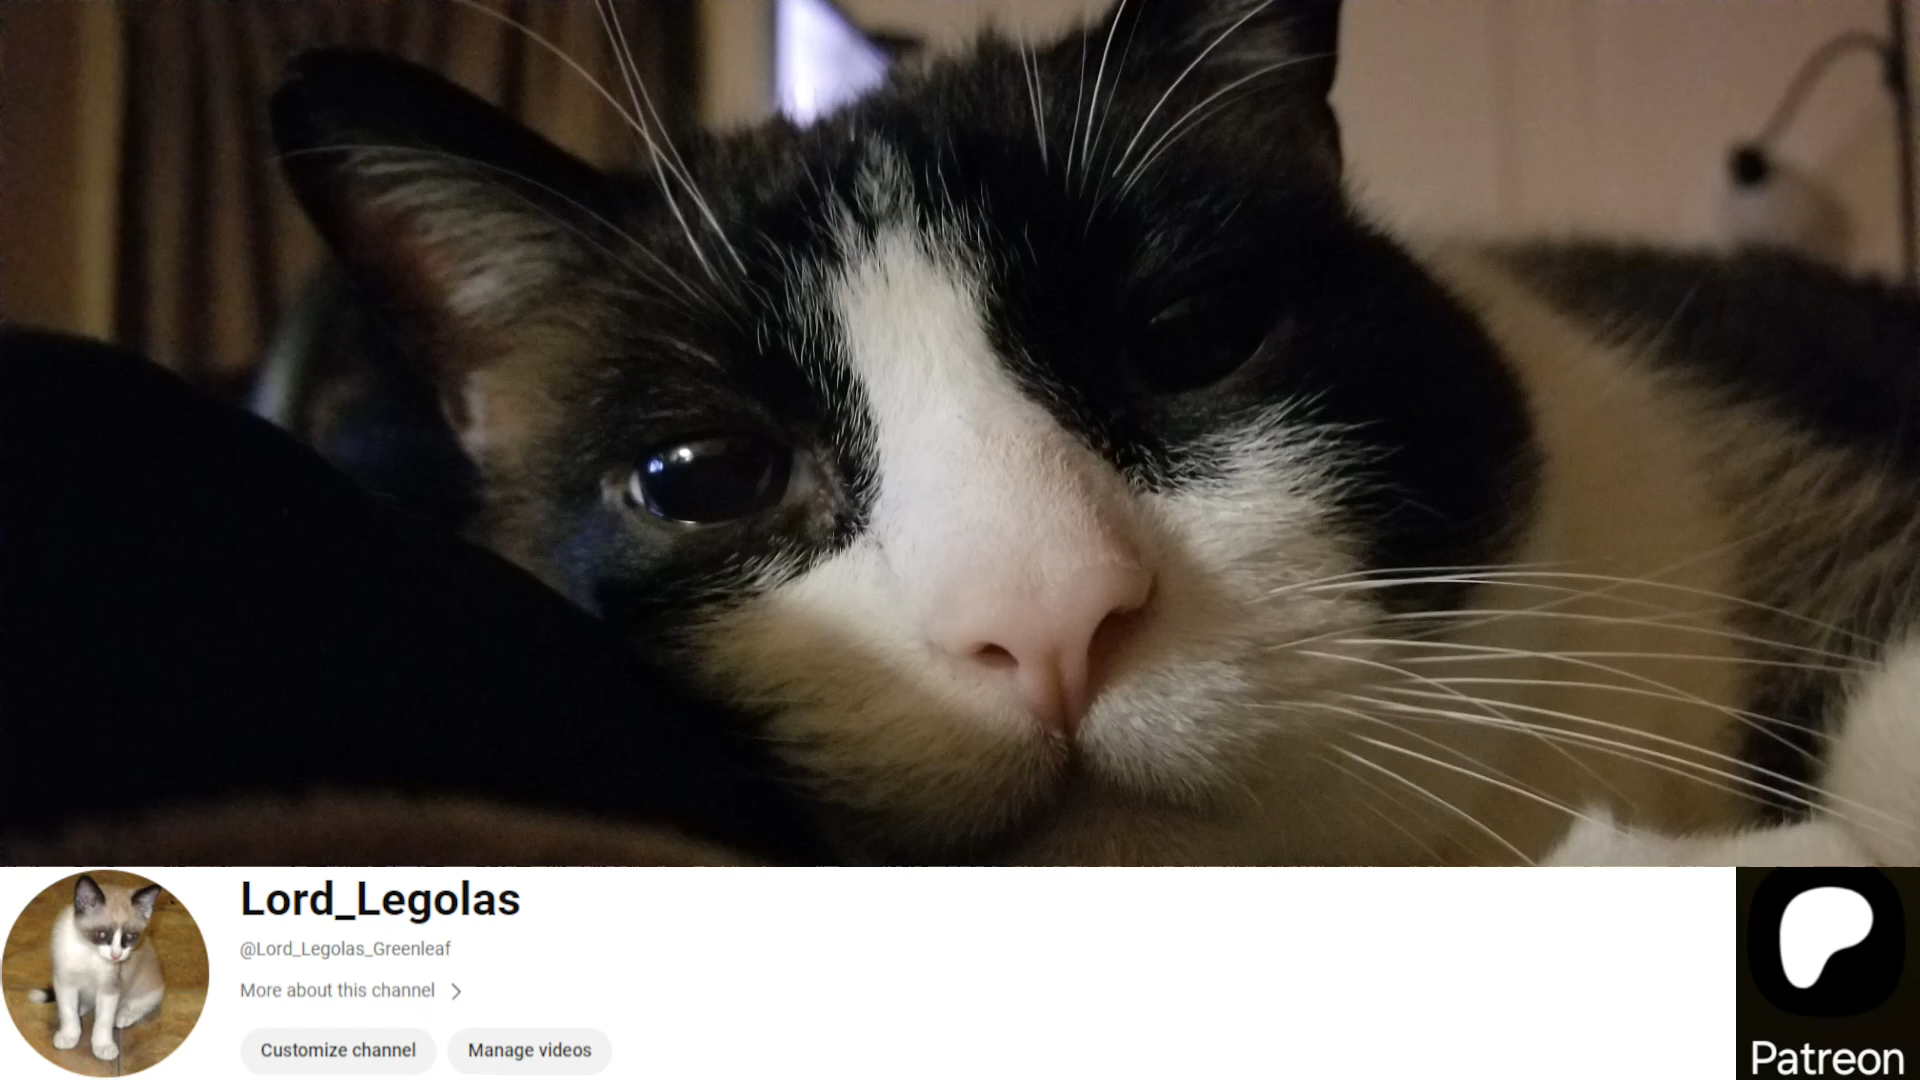 Lord_Legolas
@Lord_Legolas_Greenleaf
More about this channel
Customize channel
Manage videos
Patreon